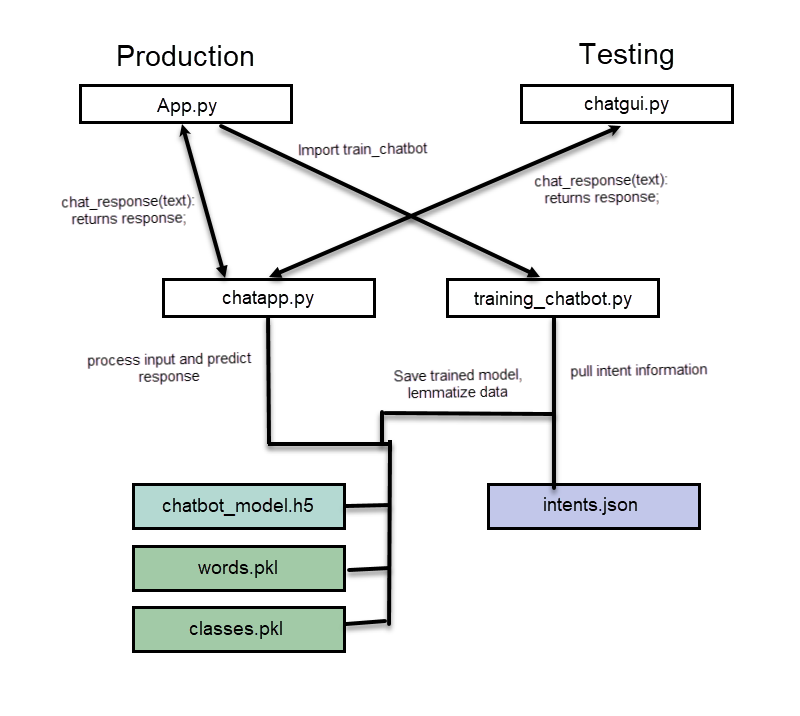 Production
Testing
App.py
chatgui.py
Import train_chatbot
chat_response(text):
returns response;
chat_response(text):
returns response;
chatapp.py
training_chatbot.py
process input and predict
response
Save trained model,
lemmatize data
pull intent information
chatbot_model.h5
intents.json
words.pkl
classes.pkl